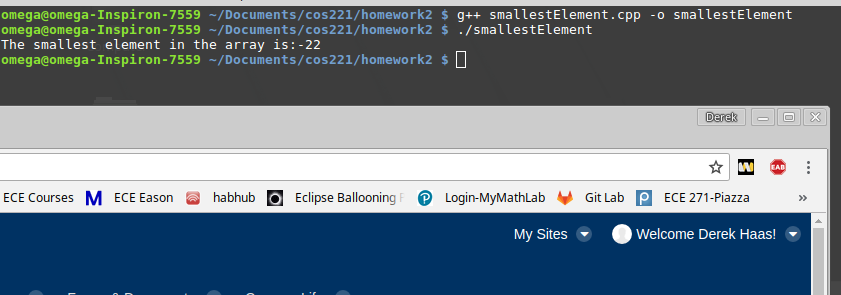 omega@omega-Inspiron-7559 ~/Documents/cos221/homework2 $ g++ smallestElement.cpp -o smallestElement
omega@omega-Inspiron-7559 ~/Documents/cos221/homework2 $ ./smallestElement
The smallest element in the array is:-22
omega@omega-Inspiron-7559 ~/Documents/cos221/homework2 $
Derek
EAB
ECE Courses M ECE Eason habhub Eclipse Ballooning Login-MyMathLab Git Lab ECE 271-Piazza »
My Sites Welcome Derek Haas!